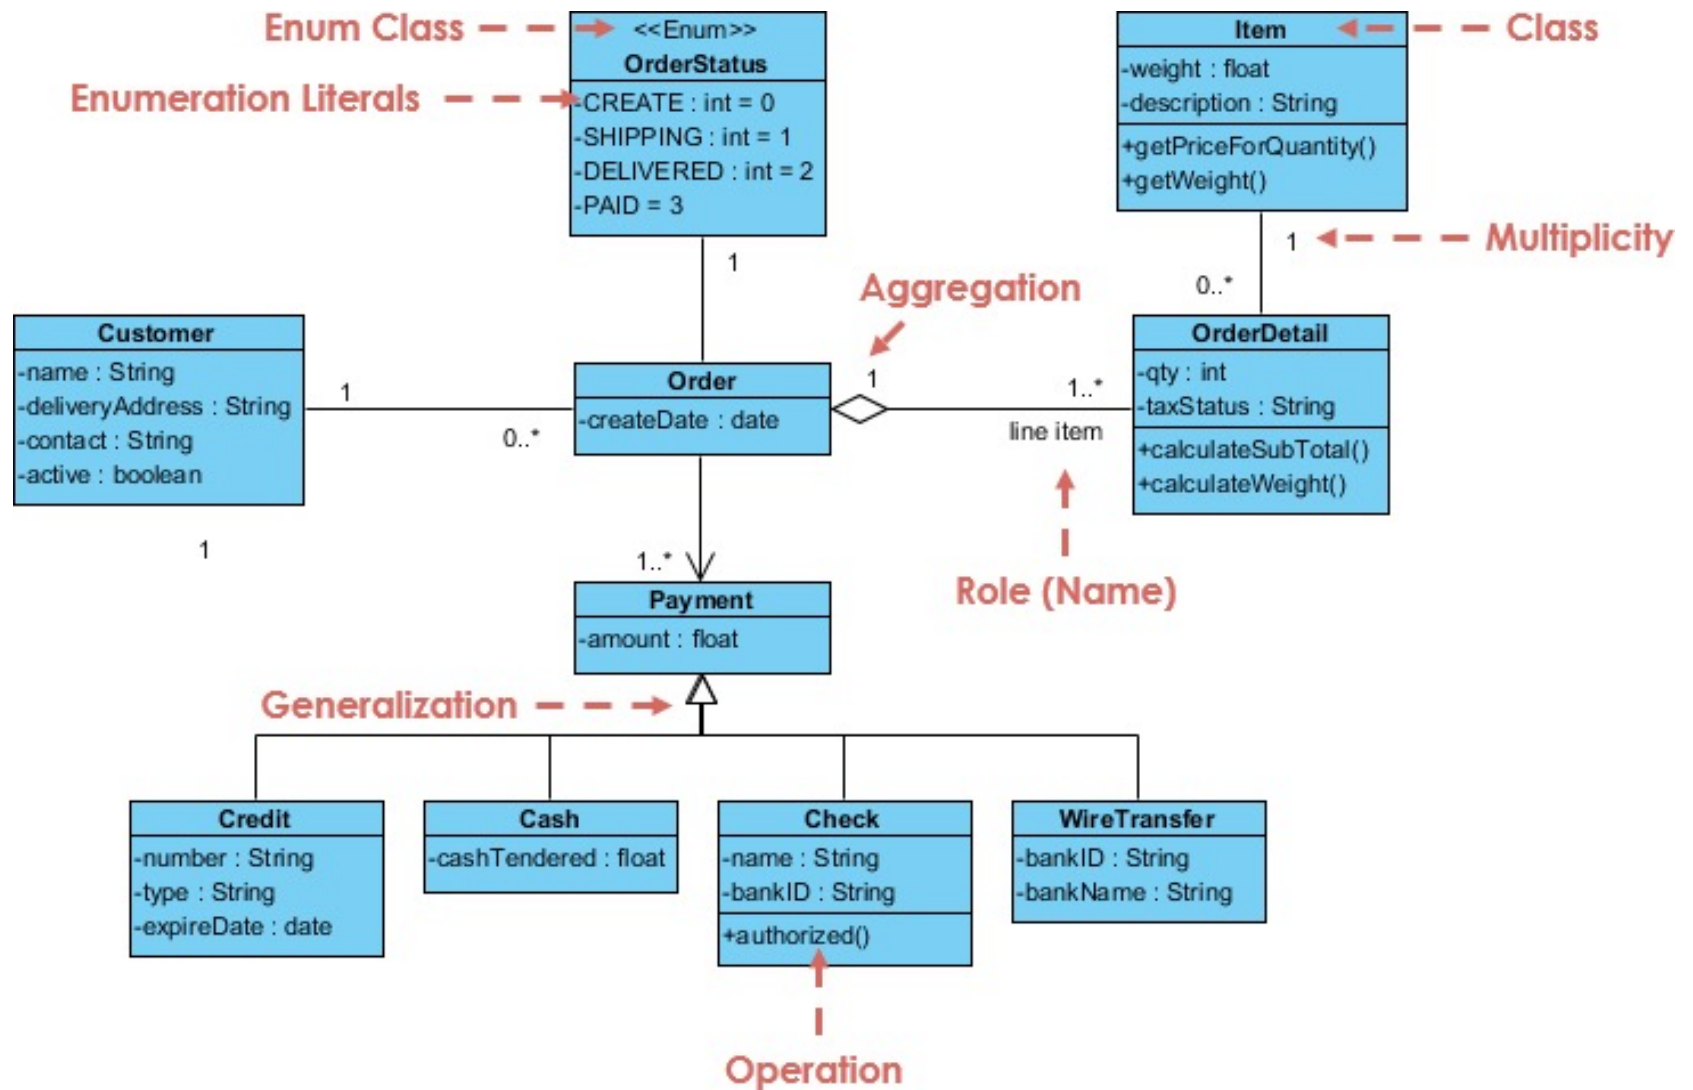 Enum Class
<<Enum>>
OrderStatus
Enumeration Literals
-CREATE : int = 0
-SHIPPING : int = 1
-DELIVERED : int = 2
-PAID = 3
Item
Class
-weight : float
-description : String
+getPriceForQuantity()
+getWeight()
1
Multiplicity
0..*
1
Aggregation
Customer
-name : String
-deliveryAddress : String
-contact : String
-active : boolean
1
0..*
1
Order
-createDate : date
1
1..*
line item
OrderDetail
-qty : int
-taxStatus : String
+calculateSubTotal()
+calculateWeight()
Role (Name)
1..*
Payment
-amount : float
Generalization
Credit
-number : String
-type : String
-expireDate : date
Cash
-cashTendered : float
Check
-name : String
-bankID : String
+authorized()
WireTransfer
-bankID : String
-bankName : String
Operation